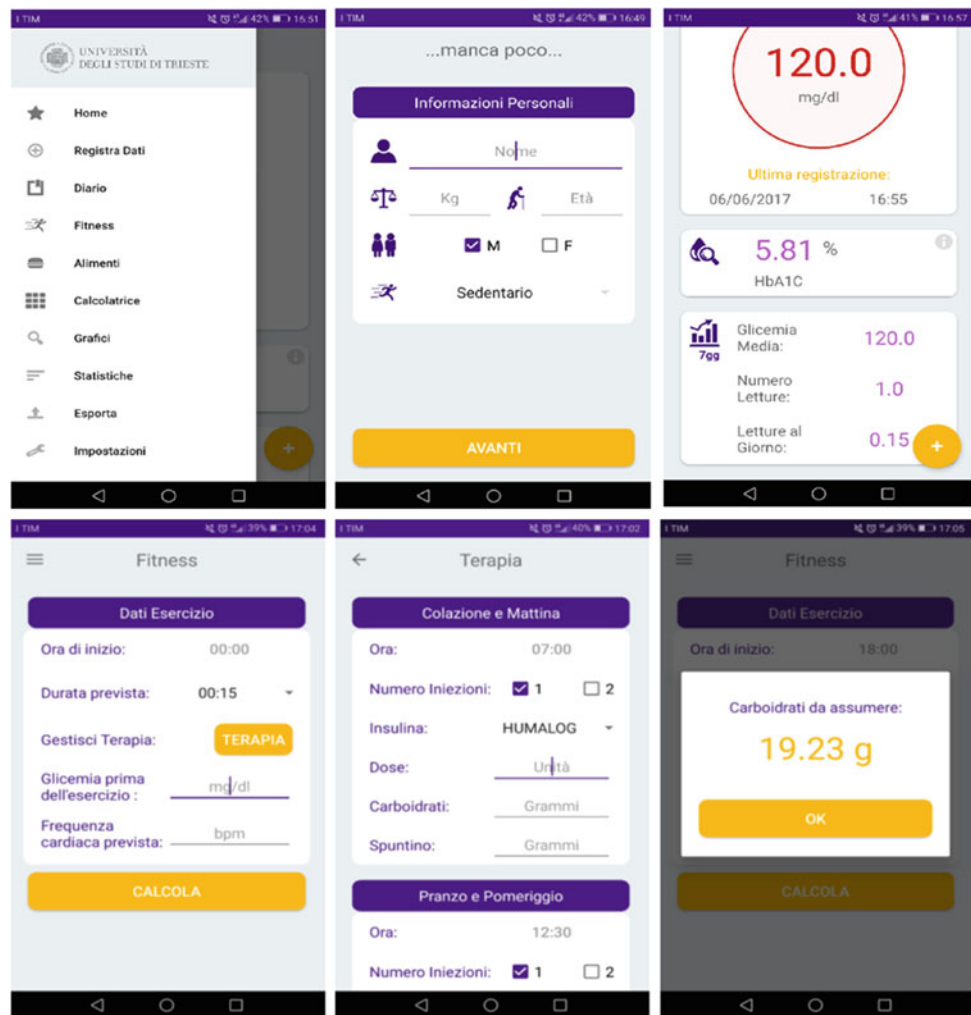 I TIM 42% 16:51
UNIVERSITÀ
DEGLI STUDI DI TRIESTE
Home
Registra Dati
Diario
Fitness
Alimenti
Calcolatrice
Grafici
Statistiche
Esporta
Impostazioni
+
I TIM 42% 16:49
...manca poco...
Informazioni Personali
Nome
Kg Età
M F
Sedentario
AVANTI
I TIM 41% 16:57
120.0
mg/dl
Ultima registrazione:
06/06/2017 16:55
5.81 %
HbA1C
7gg
Glicemia
Media: 120.0
Numero
Letture: 1.0
Letture al
Giorno: 0.15
+
I TIM 39% 17:04
Fitness
Dati Esercizio
Ora di inizio: 00:00
Durata prevista: 00:15
Gestisci Terapia: TERAPIA
Glicemia prima
dell'esercizio : mg/dl
Frequenza
cardiaca prevista: bpm
CALCOLA
I TIM 40% 17:02
Terapia
Colazione e Mattina
Ora: 07:00
Numero Iniezioni: 1 2
Insulina: HUMALOG
Dose: Unità
Carboidrati: Grammi
Spuntino: Grammi
Pranzo e Pomeriggio
Ora: 12:30
Numero Iniezioni: 1 2
I TIM 39% 17:05
Fitness
Dati Esercizio
Ora di inizio: 18:00
Carboidrati da assumere:
19.23 g
OK
CALCOLA